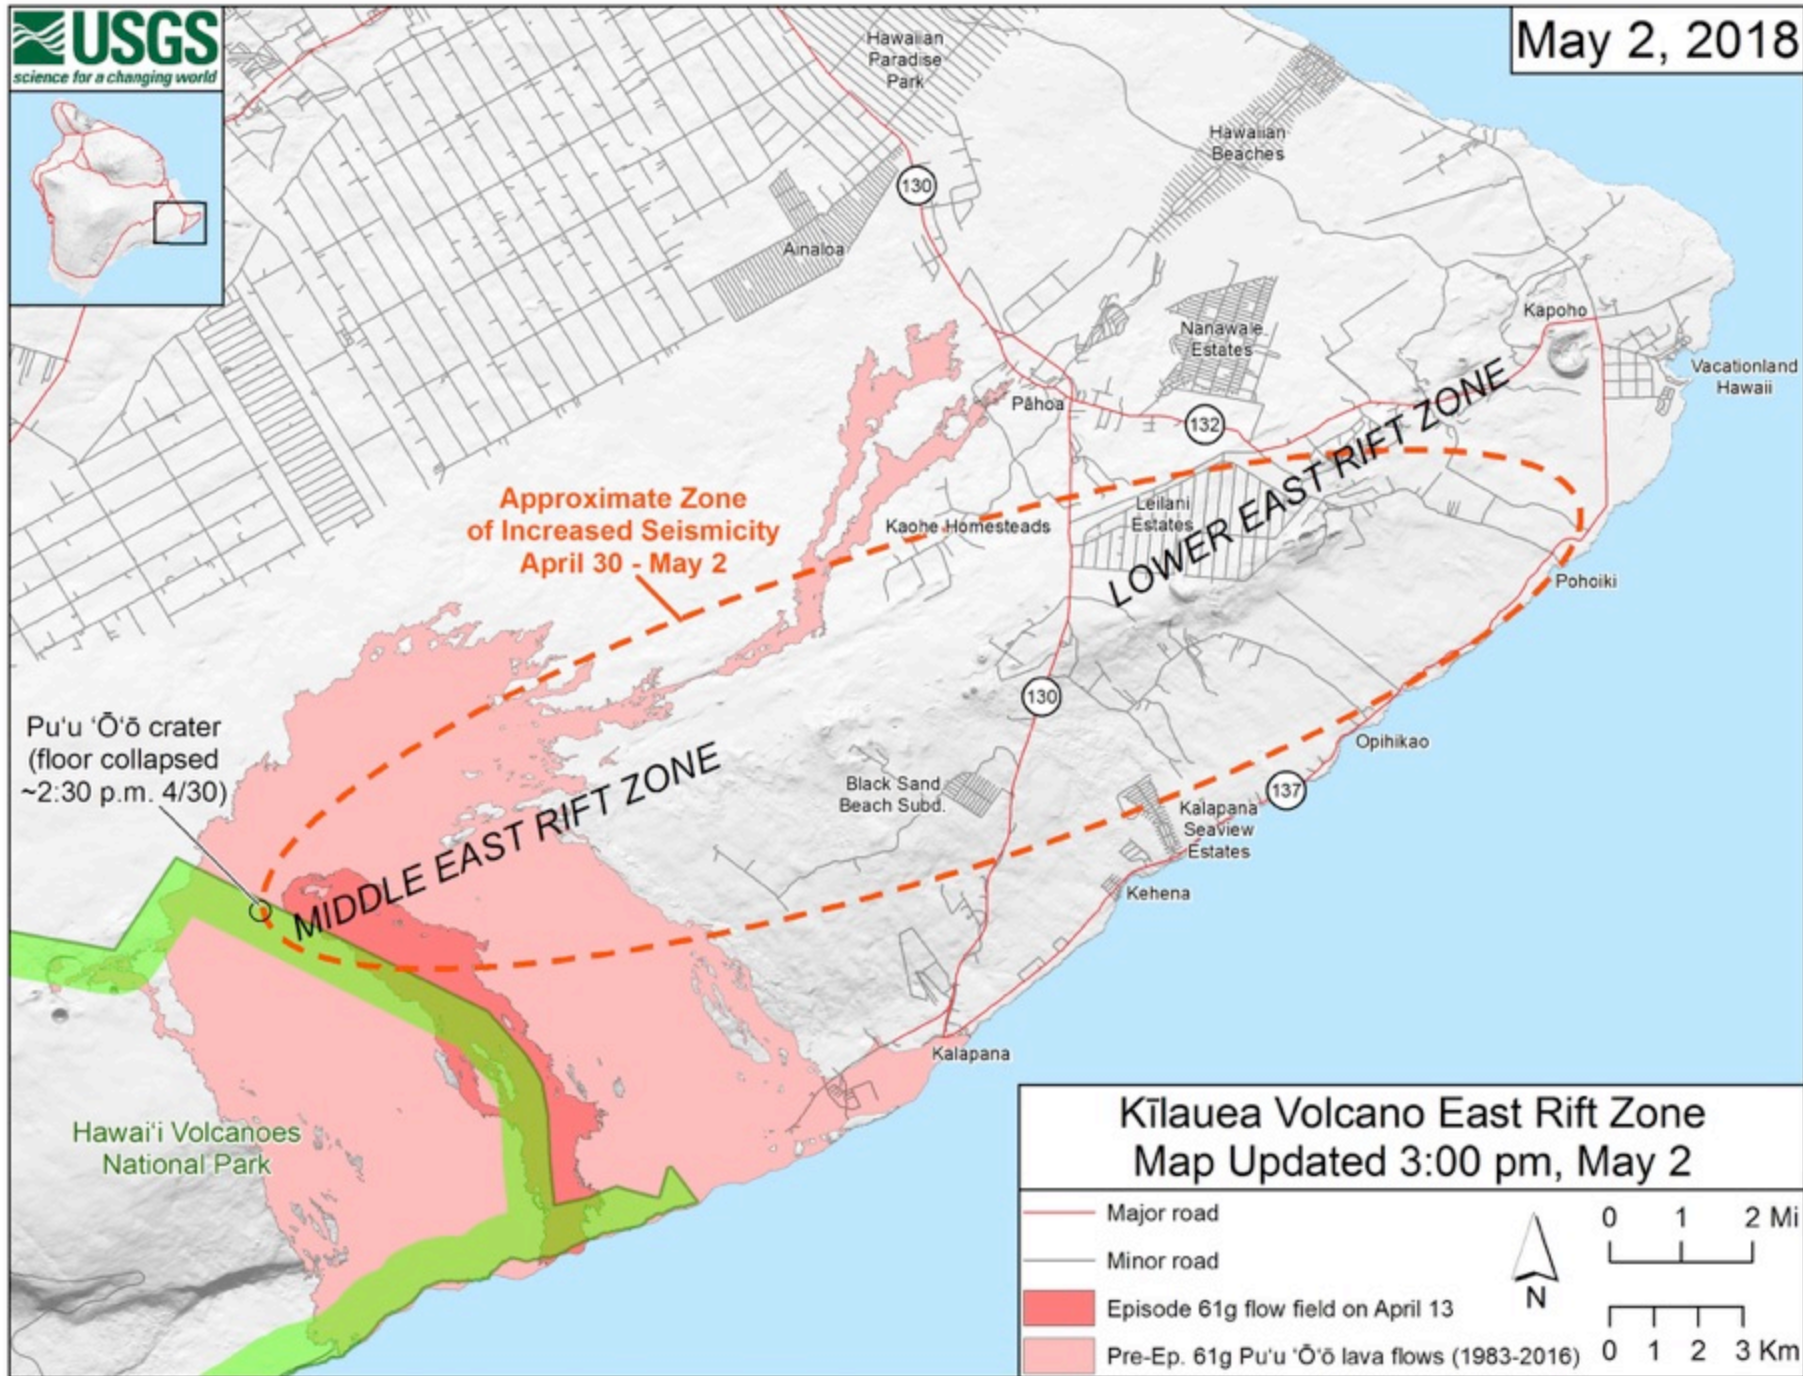 USGS
science for a changing world
May 2, 2018
Hawaiian
Paradise
Park
Hawaiian
Beaches
130
Ainaloa
Nanawale
Estates
Kapoho
Vacationland
Hawaii
Pāhoa
132
LOWER EAST RIFT ZONE
Approximate Zone
of Increased Seismicity
April 30 - May 2
Kaohe Homesteads
Leilani
Estates
Pohoiki
130
Opihikao
Puʻu ʻŌʻō crater
(floor collapsed
~2:30 p.m. 4/30)
MIDDLE EAST RIFT ZONE
Black Sand
Beach Subd.
137
Kalapana
Seaview
Estates
Kehena
Kalapana
Hawaiʻi Volcanoes
National Park
Kīlauea Volcano East Rift Zone
Map Updated 3:00 pm, May 2
Major road
Minor road
Episode 61g flow field on April 13
Pre-Ep. 61g Puʻu ʻŌʻō lava flows (1983-2016)
N
0 1 2 Mi
0 1 2 3 Km